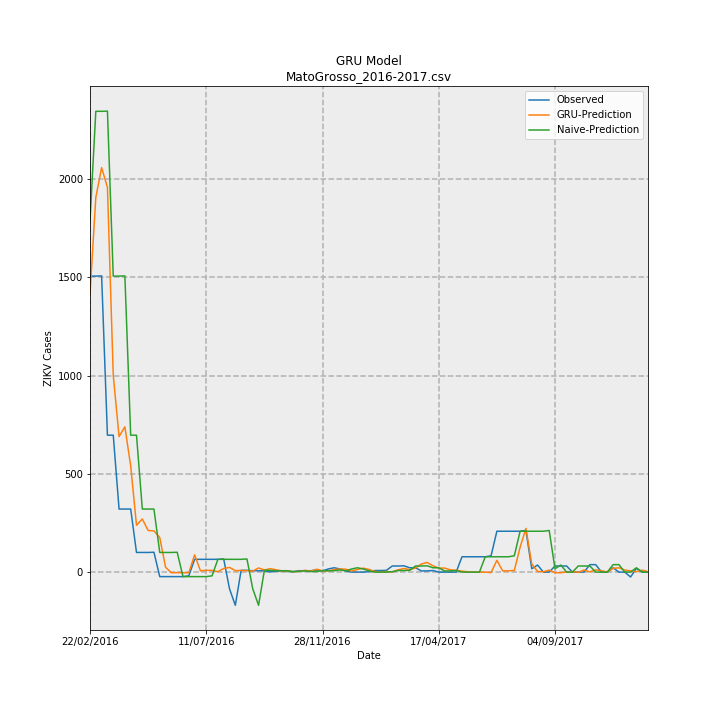 GRU Model
MatoGrosso_2016-2017.csv
Observed
GRU-Prediction
Naive-Prediction
2000
1500
1000
500
0
ZIKV Cases
22/02/2016
11/07/2016
28/11/2016
17/04/2017
04/09/2017
Date